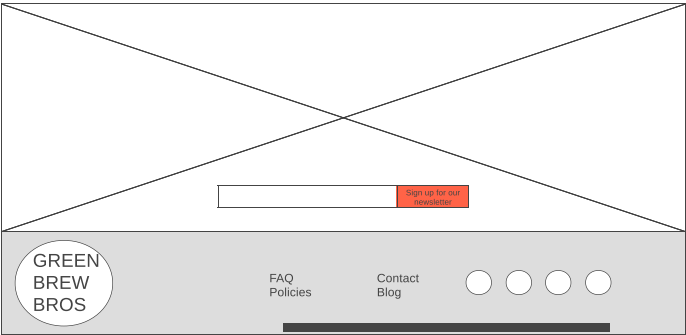 Sign up for our
newsletter
GREEN
BREW
BROS
FAQ
Policies
Contact
Blog